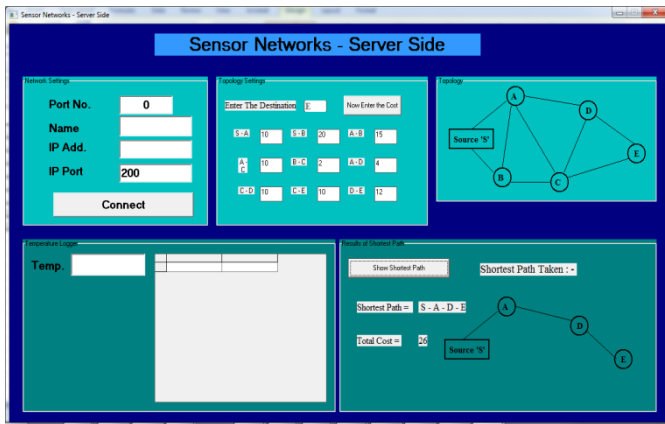 Sensor Networks - Server Side
Sensor Networks - Server Side
Network Settings
Port No. 0
Name
IP Add.
IP Port 200
Connect
Topology Settings
Enter The Destination E Now Enter the Cost
S-A 10 S-B 20 A-B 15
A-C 10 B-C 2 A-D 4
C-D 10 C-E 10 D-E 12
Topology
A
D
Source 'S'
E
B
C
Temperature Logger
Temp.
Results of Shortest Path
Show Shortest Path Shortest Path Taken : -
Shortest Path = S - A - D - E
Total Cost = 26
A
D
Source 'S'
E